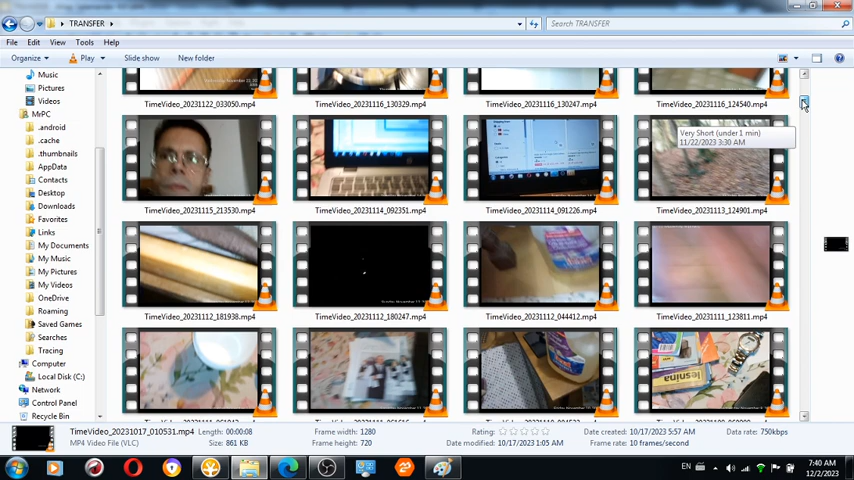 TRANSFER
Search TRANSFER
File Edit View Tools Help
Organize Play Slide show New folder
Music
Pictures
Videos
MrPC
.android
.cache
.thumbnails
AppData
Contacts
Desktop
Downloads
Favorites
Links
My Documents
My Music
My Pictures
My Videos
OneDrive
Roaming
Saved Games
Searches
Tracing
Computer
Local Disk (C:)
Network
Control Panel
Recycle Bin
TimeVideo_20231122_033050.mp4
TimeVideo_20231116_130329.mp4
TimeVideo_20231116_130247.mp4
TimeVideo_20231116_124540.mp4
Very Short (under 1 min)
11/22/2023 3:30 AM
TimeVideo_20231115_213530.mp4
TimeVideo_20231114_092351.mp4
TimeVideo_20231114_091226.mp4
TimeVideo_20231113_124901.mp4
TimeVideo_20231112_181938.mp4
TimeVideo_20231112_180247.mp4
TimeVideo_20231112_044412.mp4
TimeVideo_20231111_123811.mp4
lesnina
TimeVideo_20231017_010531.mp4 Length: 00:00:08 Frame width: 1280 Rating: Date created: 10/17/2023 5:57 AM Data rate: 750kbps
MP4 Video File (VLC) Size: 861 KB Frame height: 720 Date modified: 10/17/2023 1:05 AM Frame rate: 10 frames/second
EN
7:40 AM
12/2/2023